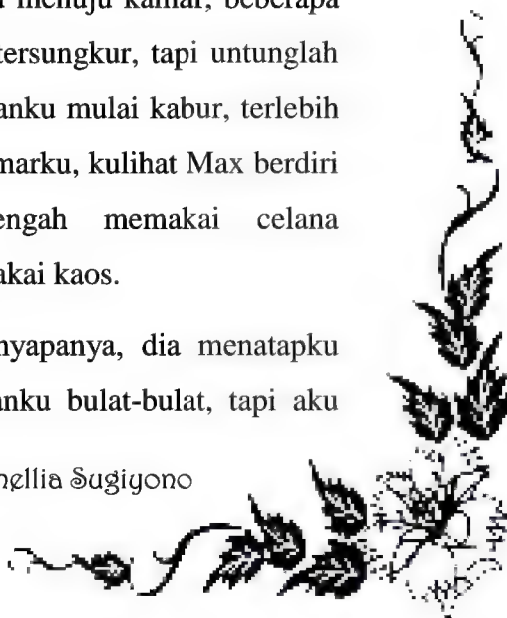 menuju kamar, beberapa
tersungkur, tapi untunglah
anku mulai kabur, terlebih
marku, kulihat Max berdiri
engah memakai celana
akai kaos.
nyapanya, dia menatapku
anku bulat-bulat, tapi aku
nellia Sugiyono